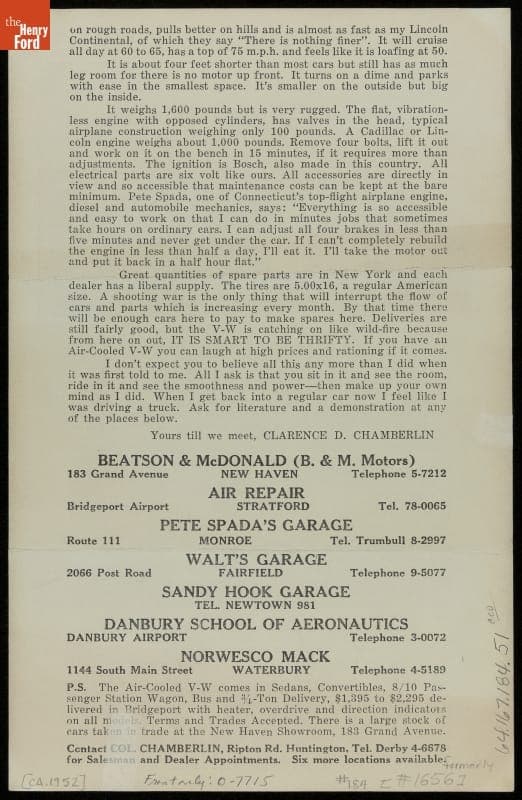 the
Henry
Ford
on rough roads, pulls better on hills and is almost as fast as my Lincoln
Continental, of which they say "There is nothing finer". It will cruise
all day at 60 to 65, has a top of 75 m.p.h. and feels like it is loafing at 50.
It is about four feet shorter than most cars but still has as much
leg room for there is no motor up front. It turns on a dime and parks
with ease in the smallest space. It's smaller on the outside but big
on the inside.
It weighs 1,600 pounds but is very rugged. The flat, vibration-
less engine with opposed cylinders, has valves in the head, typical
airplane construction weighing only 100 pounds. A Cadillac or Lin-
coln engine weighs about 1,000 pounds. Remove four bolts, lift it out
and work on it on the bench in 15 minutes, if it requires more than
adjustments. The ignition is Bosch, also made in this country. All
electrical parts are six volt like ours. All accessories are directly in
view and so accessible that maintenance costs can be kept at the bare
minimum. Pete Spada, one of Connecticut's top-flight airplane engine,
diesel and automobile mechanics, says: "Everything is so accessible
and easy to work on that I can do in minutes jobs that sometimes
take hours on ordinary cars. I can adjust all four brakes in less than
five minutes and never get under the car. If I can't completely rebuild
the engine in less than half a day, I'll eat it. I'll take the motor out
and put it back in a half hour flat."
Great quantities of spare parts are in New York and each
dealer has a liberal supply. The tires are 5.00x16, a regular American
size. A shooting war is the only thing that will interrupt the flow of
cars and parts which is increasing every month. By that time there
will be enough cars here to pay to make spares here. Deliveries are
still fairly good, but the V-W is catching on like wild-fire because
from here on out, IT IS SMART TO BE THRIFTY. If you have an
Air-Cooled V-W you can laugh at high prices and rationing if it comes.
I don't expect you to believe all this any more than I did when
it was first told to me. All I ask is that you sit in it and see the room,
ride in it and see the smoothness and power—then make up your own
mind as I did. When I get back into a regular car now I feel like I
was driving a truck. Ask for literature and a demonstration at any
of the places below.
Yours till we meet, CLARENCE D. CHAMBERLIN
BEATSON & McDONALD (B. & M. Motors)
183 Grand Avenue NEW HAVEN Telephone 5-7212
AIR REPAIR
Bridgeport Airport STRATFORD Tel. 78-0065
PETE SPADA'S GARAGE
Route 111 MONROE Tel. Trumbull 8-2997
WALT'S GARAGE
2066 Post Road FAIRFIELD Telephone 9-5077
SANDY HOOK GARAGE
TEL. NEWTOWN 981
DANBURY SCHOOL OF AERONAUTICS
DANBURY AIRPORT Telephone 3-0072
NORWESCO MACK
1144 South Main Street WATERBURY Telephone 4-5189
P.S. The Air-Cooled V-W comes in Sedans, Convertibles, 8/10 Pas-
senger Station Wagon, Bus and ¾-Ton Delivery, $1,395 to $2,295 de-
livered in Bridgeport with heater, overdrive and direction indicators
on all models. Terms and Trades Accepted. There is a large stock of
cars taken in trade at the New Haven Showroom, 183 Grand Avenue.
Contact COL. CHAMBERLIN, Ripton Rd. Huntington, Tel. Derby 4-6678
for Salesman and Dealer Appointments. Six more locations available.
64.167.184.51
formerly
[CA. 1952]
Formerly: 0-7715
#184
#16561